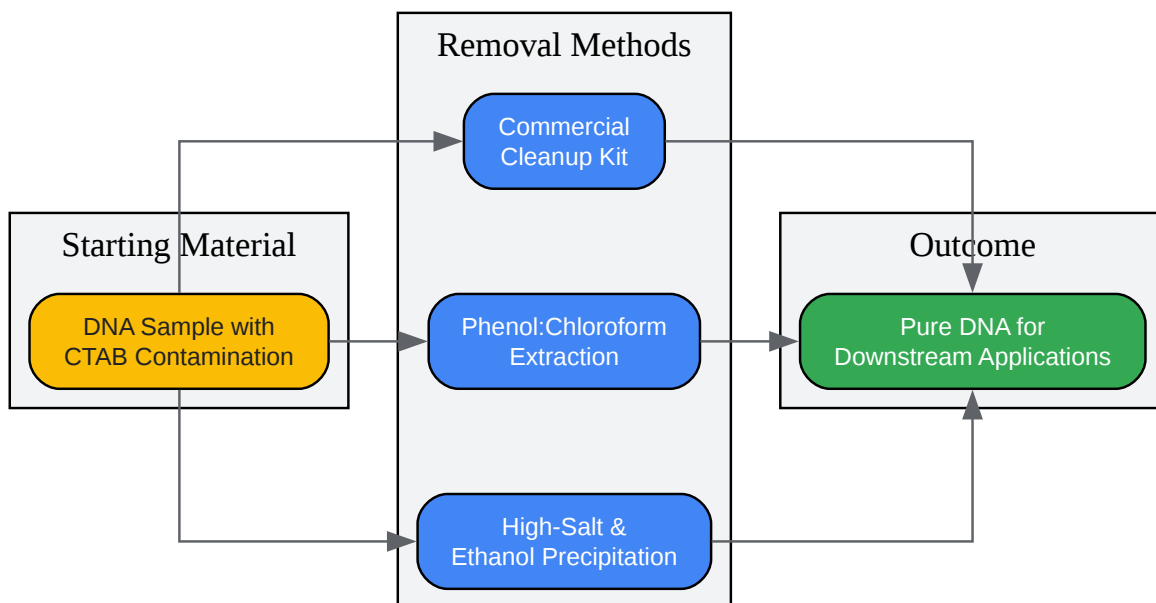 Removal Methods
Commercial
Cleanup Kit
Starting Material
DNA Sample with
CTAB Contamination
Phenol:Chloroform
Extraction
High-Salt &
Ethanol Precipitation
Outcome
Pure DNA for
Downstream Applications